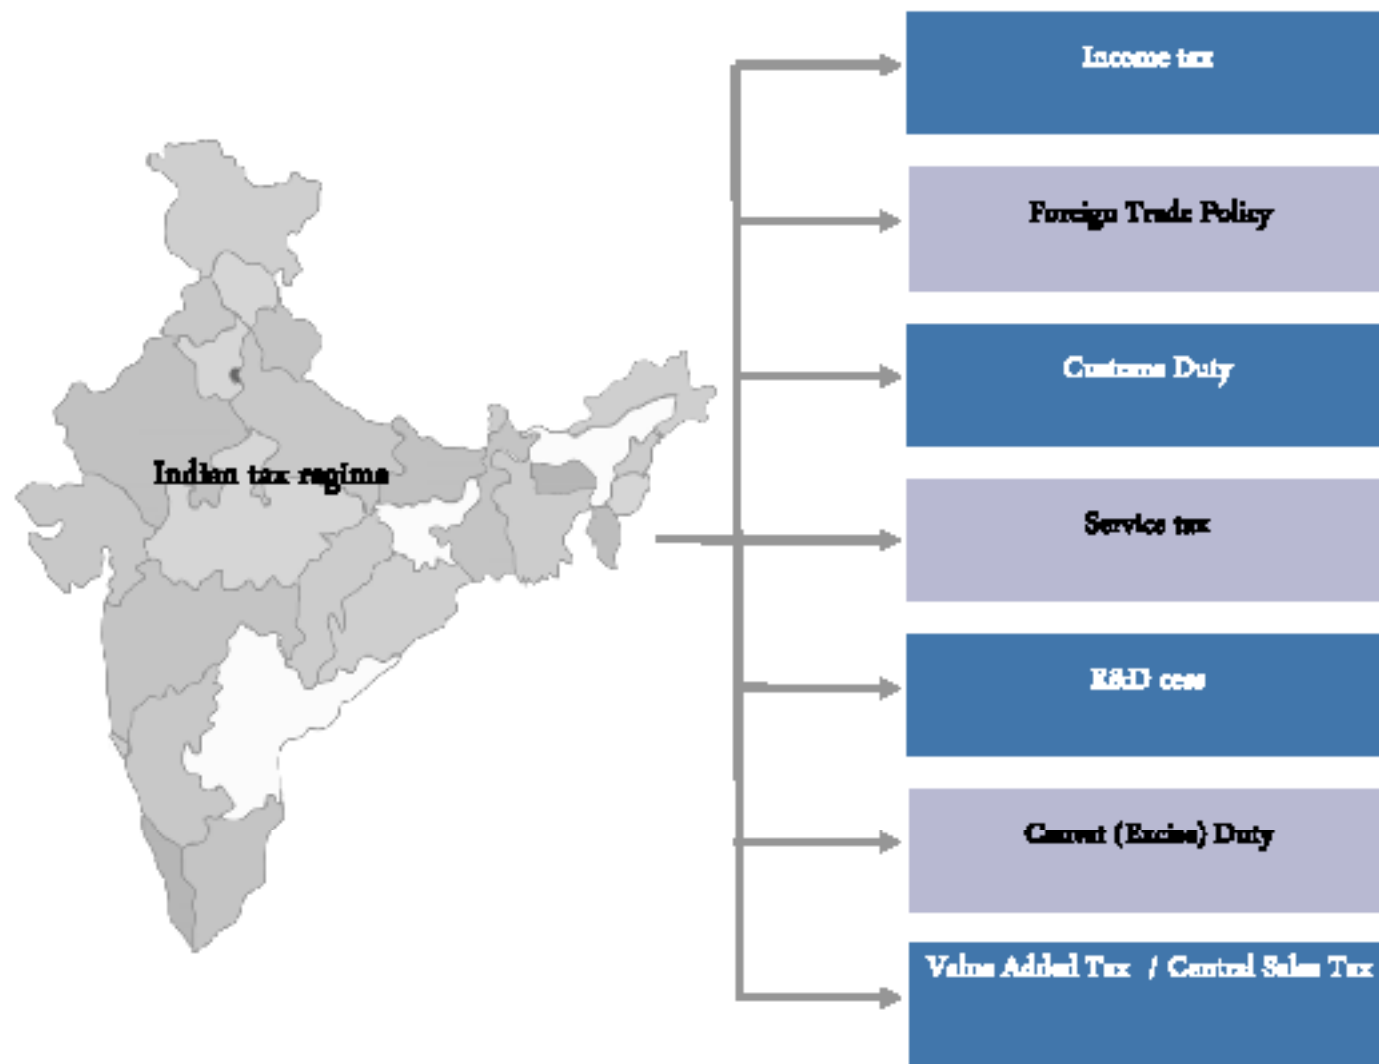 Income tax
Foreign Trade Policy
Customs Duty
Indian tax regime
Service tax
R&D cess
Cenvat (Excise) Duty
Value Added Tax / Central Sales Tax